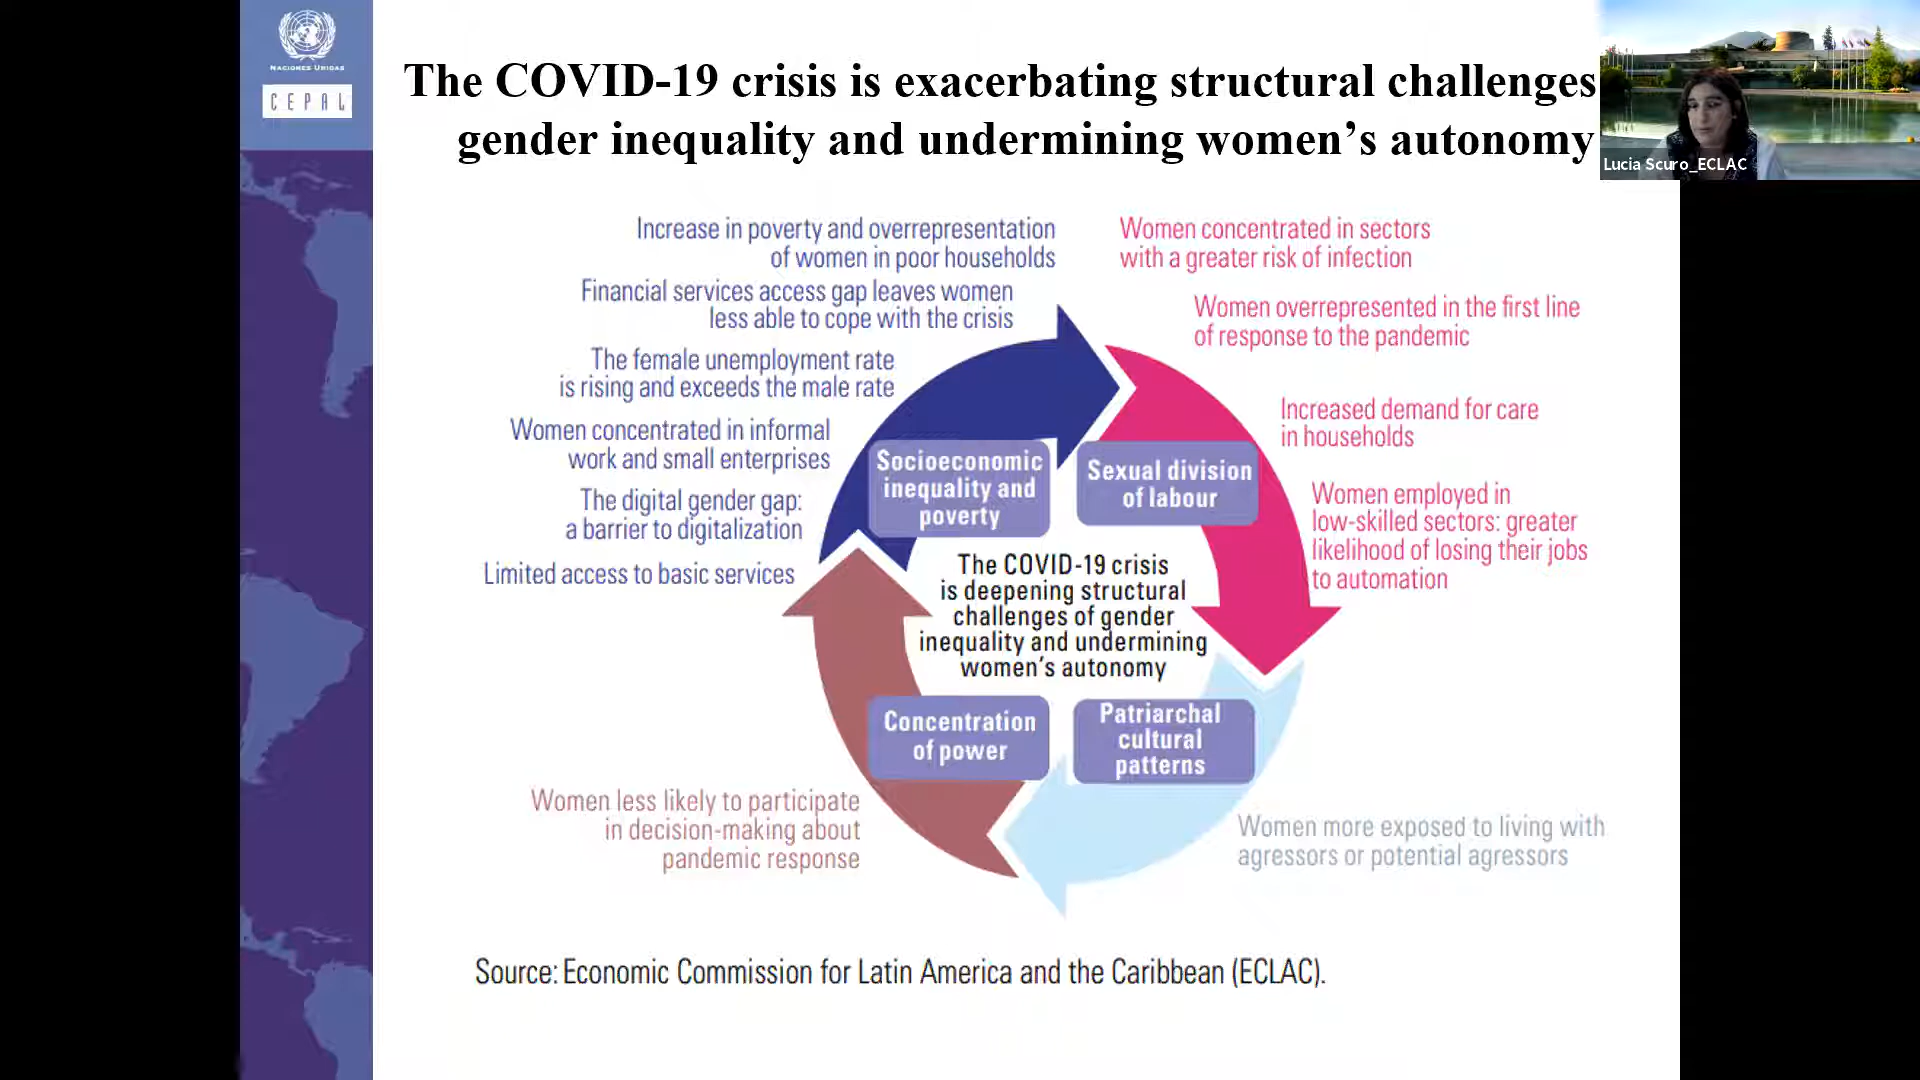 NACIONES UNIDAS
CEPAL
The COVID-19 crisis is exacerbating structural challenges
gender inequality and undermining women’s autonomy
Lucia Scuro_ECLAC
Increase in poverty and overrepresentation
of women in poor households
Financial services access gap leaves women
less able to cope with the crisis
The female unemployment rate
is rising and exceeds the male rate
Women concentrated in informal
work and small enterprises
The digital gender gap:
a barrier to digitalization
Limited access to basic services
Women concentrated in sectors
with a greater risk of infection
Women overrepresented in the first line
of response to the pandemic
Increased demand for care
in households
Women employed in
low-skilled sectors: greater
likelihood of losing their jobs
to automation
Socioeconomic
inequality and
poverty
Sexual division
of labour
The COVID-19 crisis
is deepening structural
challenges of gender
inequality and undermining
women’s autonomy
Concentration
of power
Patriarchal
cultural
patterns
Women less likely to participate
in decision-making about
pandemic response
Women more exposed to living with
agressors or potential agressors
Source: Economic Commission for Latin America and the Caribbean (ECLAC).